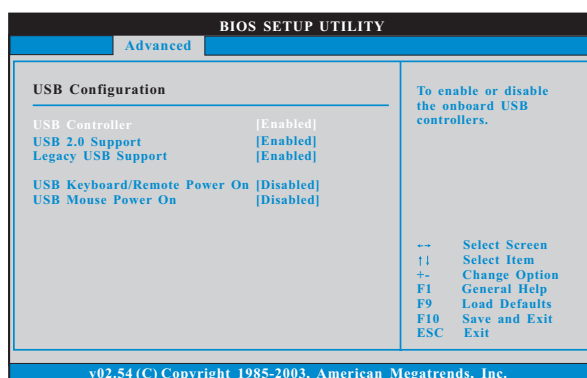 BIOS SETUP UTILITY
Advanced
USB Configuration
USB Controller [Enabled]
USB 2.0 Support [Enabled]
Legacy USB Support [Enabled]
USB Keyboard/Remote Power On [Disabled]
USB Mouse Power On [Disabled]
To enable or disable
the onboard USB
controllers.
↔ Select Screen
↑↓ Select Item
+- Change Option
F1 General Help
F9 Load Defaults
F10 Save and Exit
ESC Exit
v02.54 (C) Copyright 1985-2003, American Megatrends, Inc.